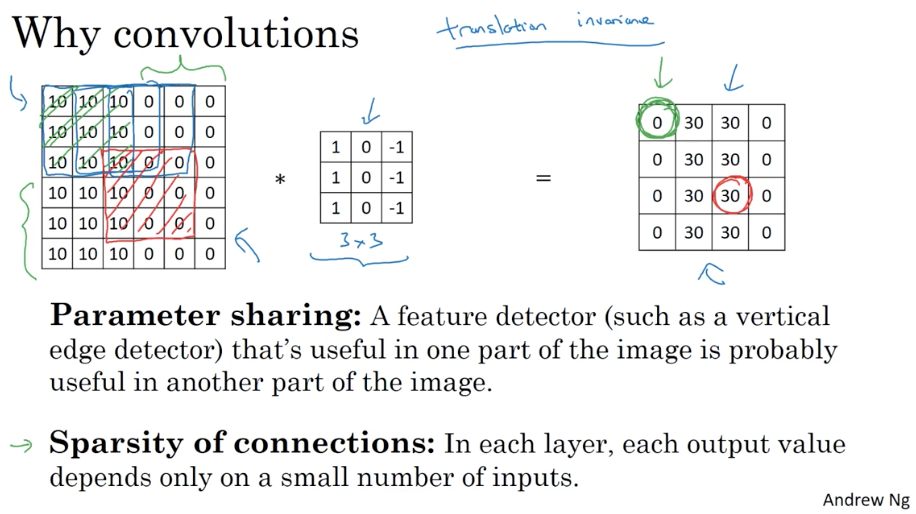 Why convolutions
translation invariance
10 10 10 0 0 0
10 10 10 0 0 0
10 10 10 0 0 0
10 10 10 0 0 0
10 10 10 0 0 0
10 10 10 0 0 0
*
1 0 -1
1 0 -1
1 0 -1
3 × 3
=
0 30 30 0
0 30 30 0
0 30 30 0
0 30 30 0
Parameter sharing: A feature detector (such as a vertical
edge detector) that's useful in one part of the image is probably
useful in another part of the image.
→ Sparsity of connections: In each layer, each output value
depends only on a small number of inputs.
Andrew Ng